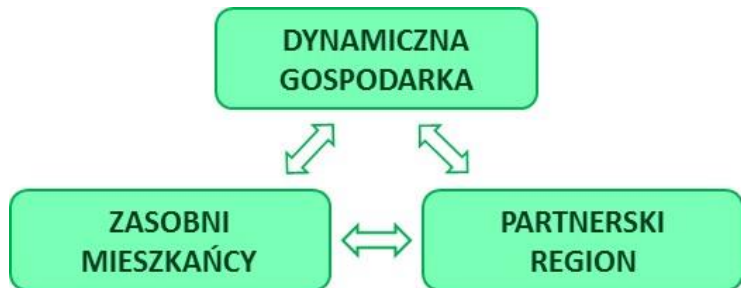 DYNAMICZNA
GOSPODARKA
ZASOBNI
MIESZKAŃCY
PARTNERSKI
REGION